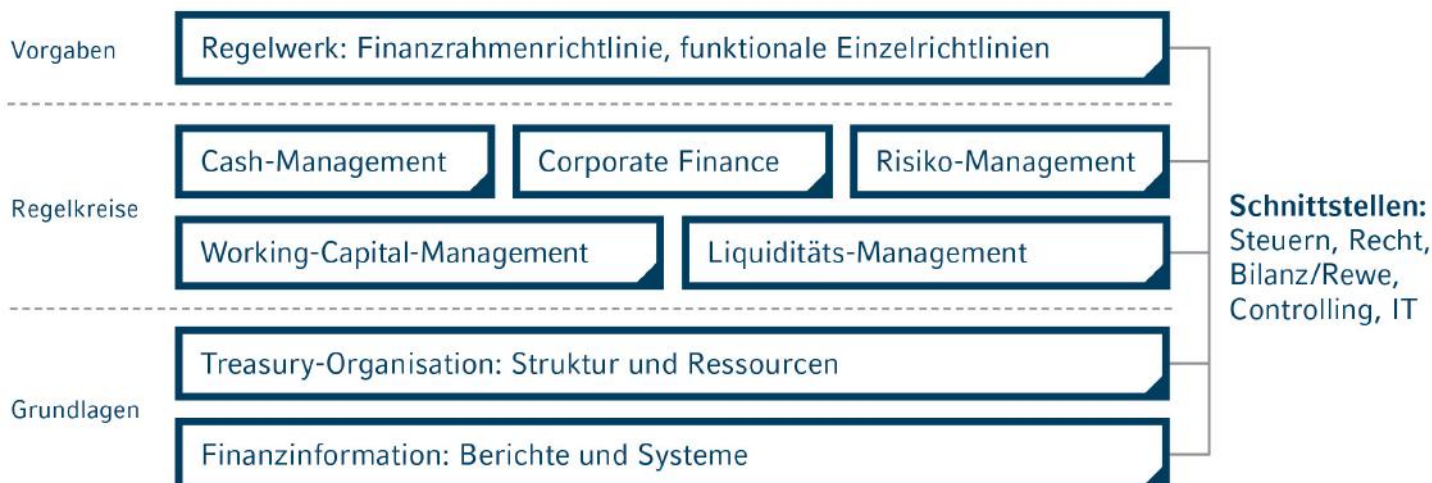 Vorgaben
Regelwerk: Finanzrahmenrichtlinie, funktionale Einzelrichtlinien
Regelkreise
Cash-Management
Corporate Finance
Risiko-Management
Working-Capital-Management
Liquiditäts-Management
Grundlagen
Treasury-Organisation: Struktur und Ressourcen
Finanzinformation: Berichte und Systeme
Schnittstellen:
Steuern, Recht,
Bilanz/Rewe,
Controlling, IT